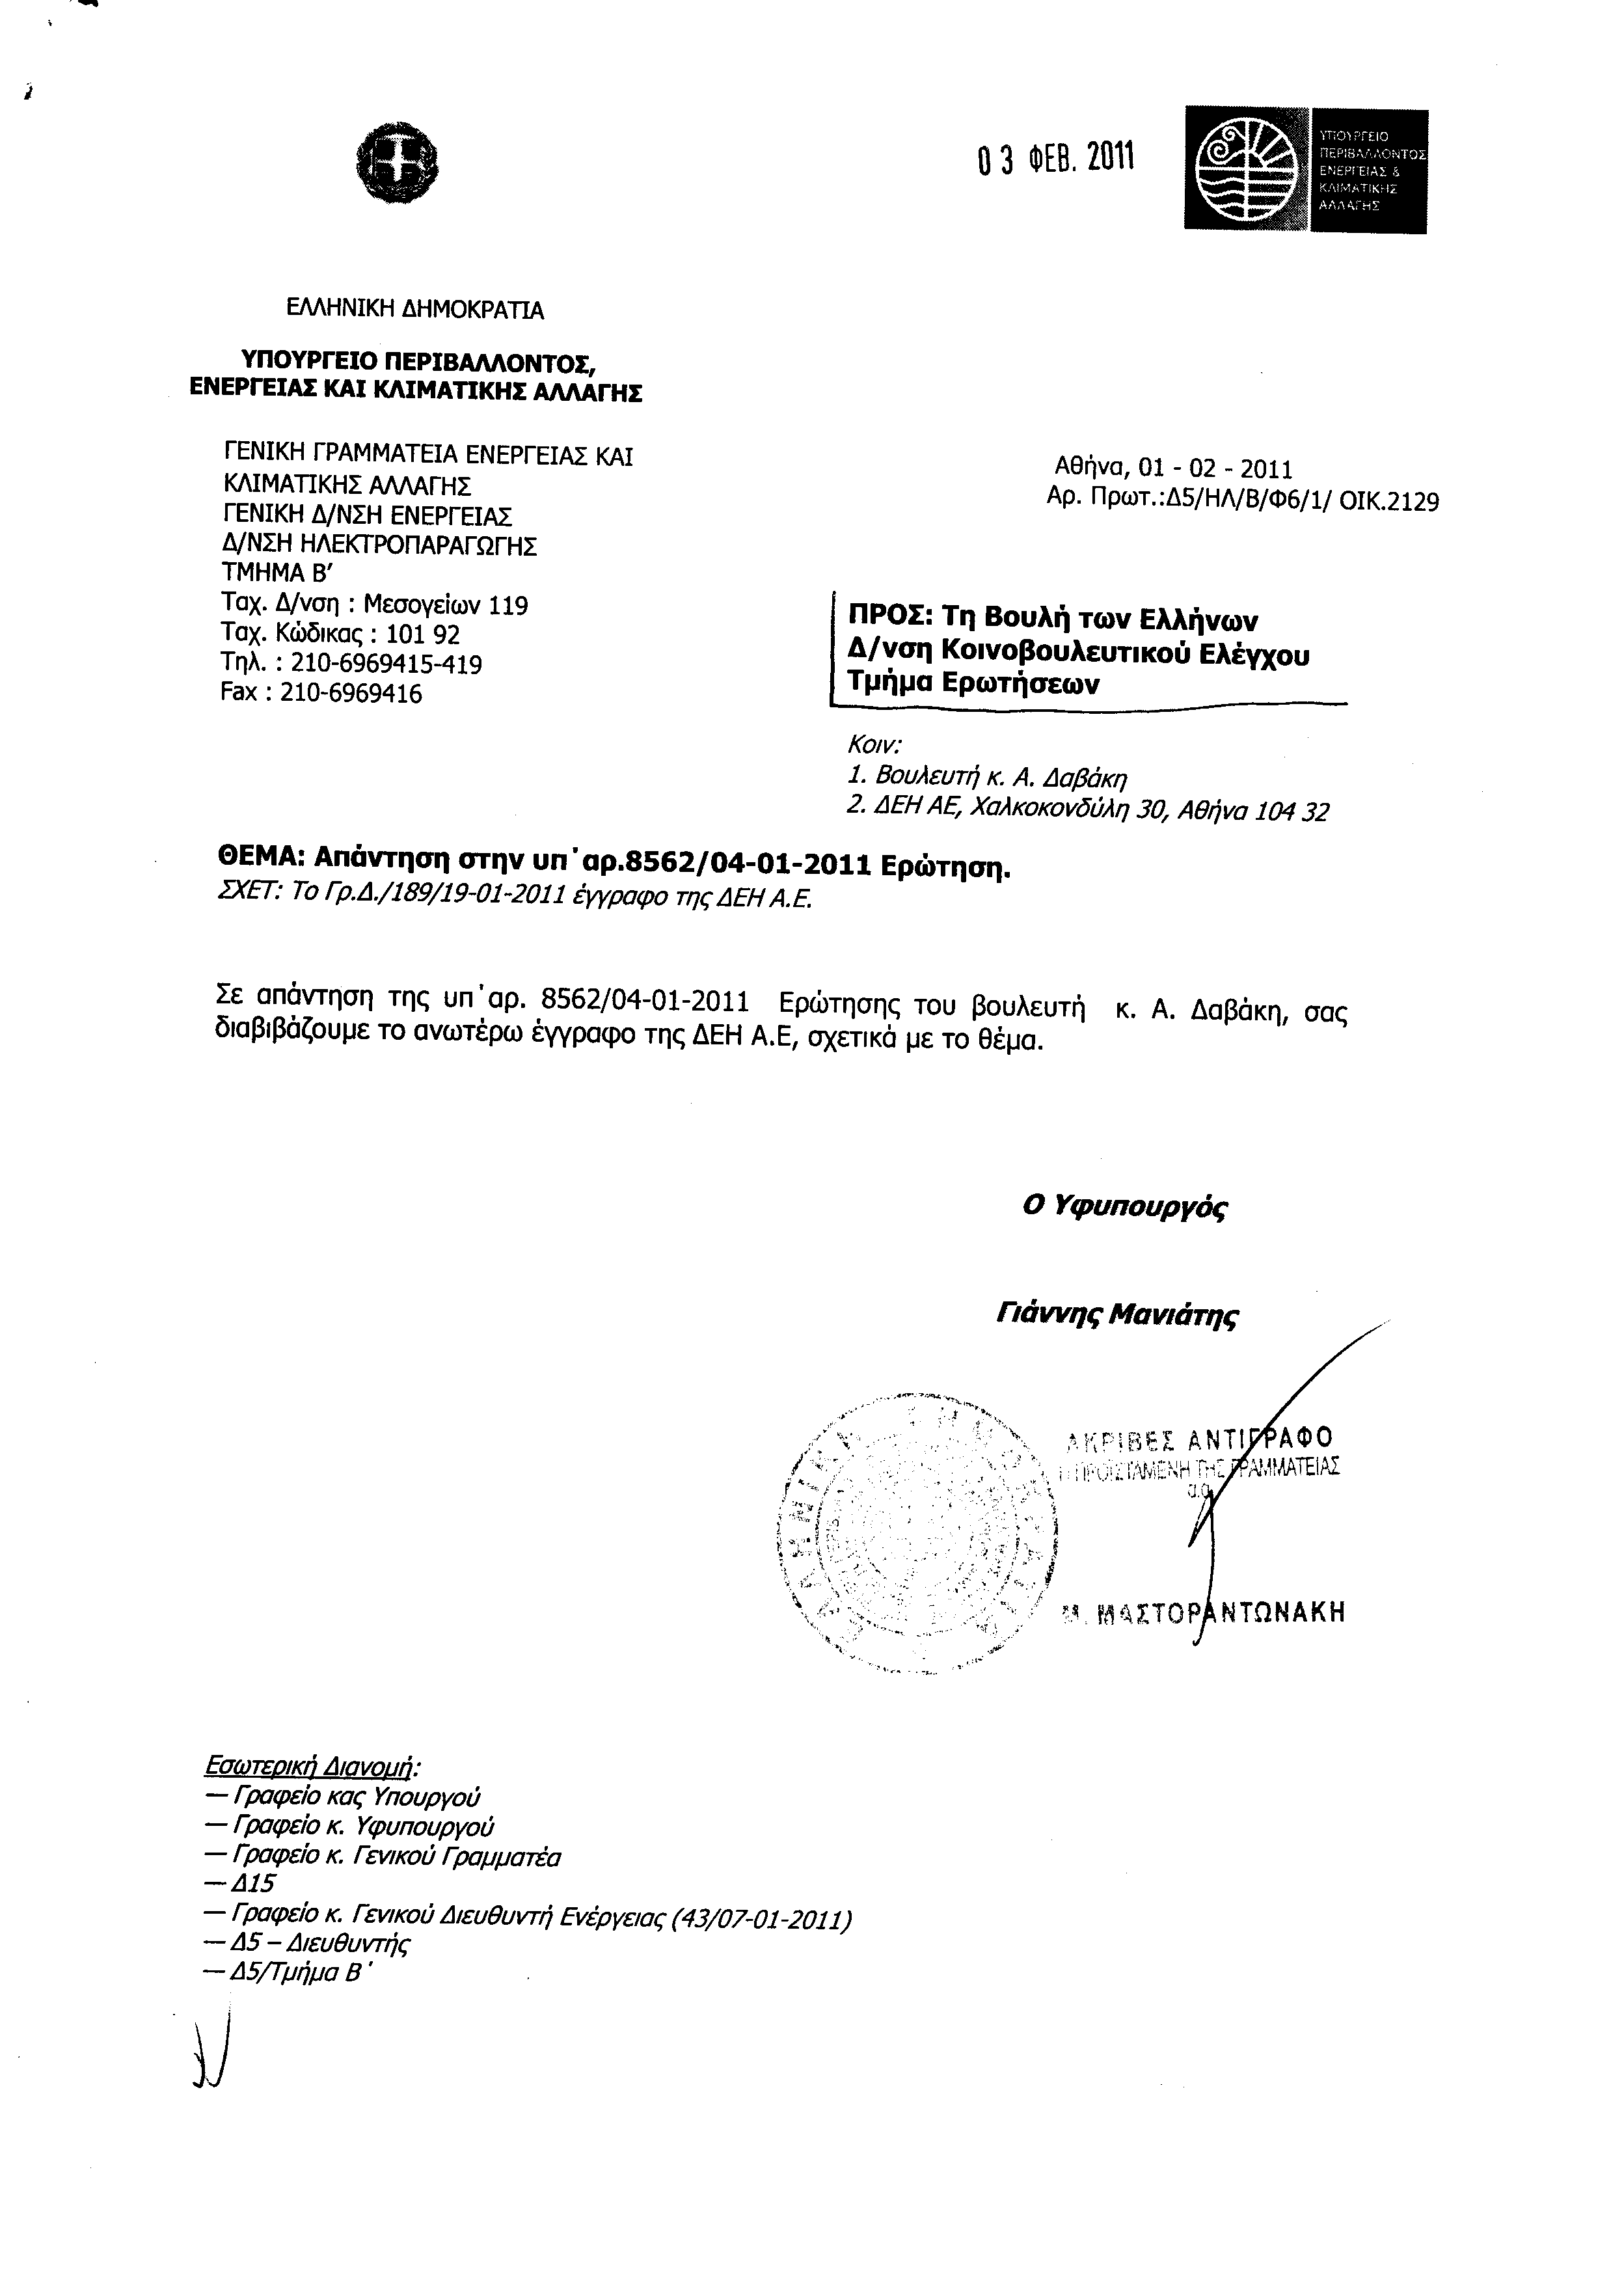 03 ΦΕΒ. 2011
ΥΠΟΥΡΓΕΙΟ
ΠΕΡΙΒΑΛΛΟΝΤΟΣ
ΕΝΕΡΓΕΙΑΣ &
ΚΛΙΜΑΤΙΚΗΣ
ΑΛΛΑΓΗΣ
ΕΛΛΗΝΙΚΗ ΔΗΜΟΚΡΑΤΙΑ
ΥΠΟΥΡΓΕΙΟ ΠΕΡΙΒΑΛΛΟΝΤΟΣ,
ΕΝΕΡΓΕΙΑΣ ΚΑΙ ΚΛΙΜΑΤΙΚΗΣ ΑΛΛΑΓΗΣ
ΓΕΝΙΚΗ ΓΡΑΜΜΑΤΕΙΑ ΕΝΕΡΓΕΙΑΣ ΚΑΙ
ΚΛΙΜΑΤΙΚΗΣ ΑΛΛΑΓΗΣ
ΓΕΝΙΚΗ Δ/ΝΣΗ ΕΝΕΡΓΕΙΑΣ
Δ/ΝΣΗ ΗΛΕΚΤΡΟΠΑΡΑΓΩΓΗΣ
ΤΜΗΜΑ Β'
Ταχ. Δ/νση : Μεσογείων 119
Ταχ. Κώδικας : 101 92
Τηλ. : 210-6969415-419
Fax : 210-6969416
Αθήνα, 01 - 02 - 2011
Αρ. Πρωτ.:Δ5/ΗΛ/Β/Φ6/1/ ΟΙΚ.2129
ΠΡΟΣ: Τη Βουλή των Ελλήνων
Δ/νση Κοινοβουλευτικού Ελέγχου
Τμήμα Ερωτήσεων
Κοιν:
1. Βουλευτή κ. Α. Δαβάκη
2. ΔΕΗ ΑΕ, Χαλκοκονδύλη 30, Αθήνα 104 32
ΘΕΜΑ: Απάντηση στην υπ΄αρ.8562/04-01-2011 Ερώτηση.
ΣΧΕΤ: Το Γρ.Δ./189/19-01-2011 έγγραφο της ΔΕΗ Α.Ε.
Σε απάντηση της υπ΄αρ. 8562/04-01-2011 Ερώτησης του βουλευτή κ. Α. Δαβάκη, σας
διαβιβάζουμε το ανωτέρω έγγραφο της ΔΕΗ Α.Ε, σχετικά με το θέμα.
Ο Υφυπουργός
Γιάννης Μανιάτης
ΕΛΛΗΝΙΚΗ ΔΗΜΟΚΡΑΤΙΑ
ΑΚΡΙΒΕΣ ΑΝΤΙΓΡΑΦΟ
Η ΠΡΟΪΣΤΑΜΕΝΗ ΤΗΣ ΓΡΑΜΜΑΤΕΙΑΣ
α.α
Μ. ΜΑΣΤΟΡΑΝΤΩΝΑΚΗ
Εσωτερική Διανομή:
— Γραφείο κας Υπουργού
— Γραφείο κ. Υφυπουργού
— Γραφείο κ. Γενικού Γραμματέα
— Δ15
— Γραφείο κ. Γενικού Διευθυντή Ενέργειας (43/07-01-2011)
— Δ5 – Διευθυντής
— Δ5/Τμήμα Β΄